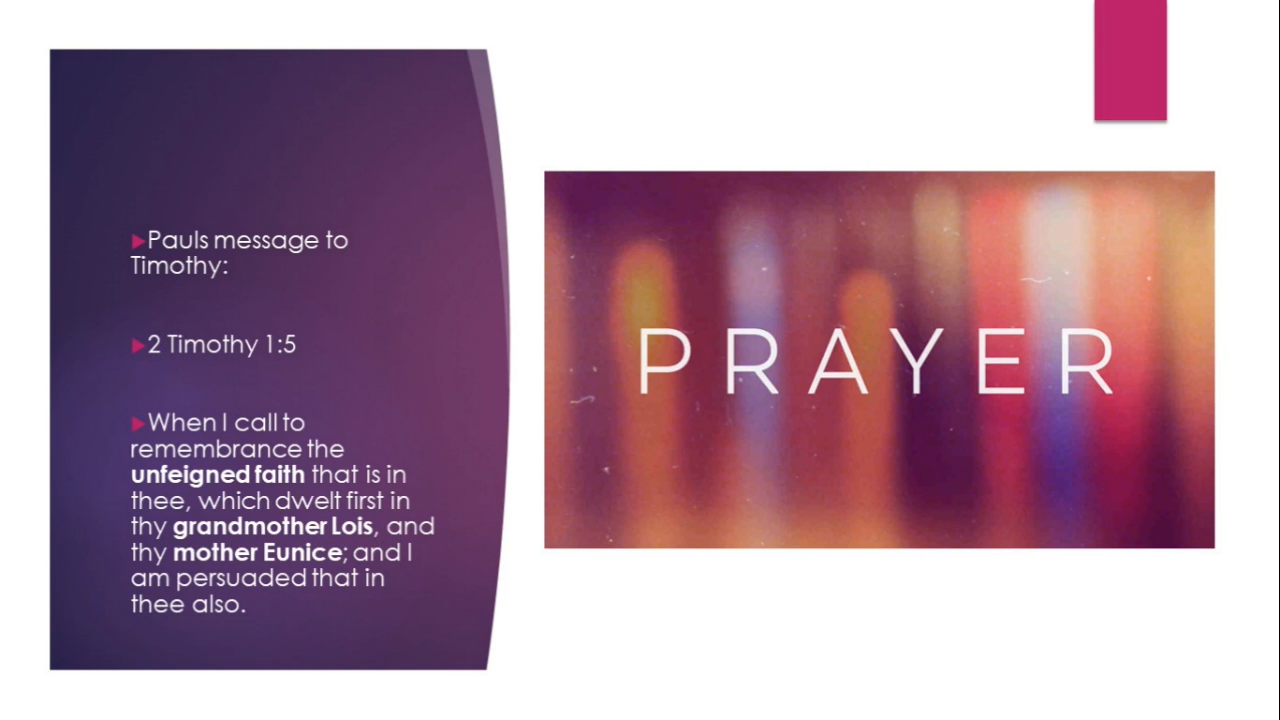 Pauls message to
Timothy:
2 Timothy 1:5
When I call to
remembrance the
unfeigned faith that is in
thee, which dwelt first in
thy grandmother Lois, and
thy mother Eunice; and I
am persuaded that in
thee also.
PRAYER